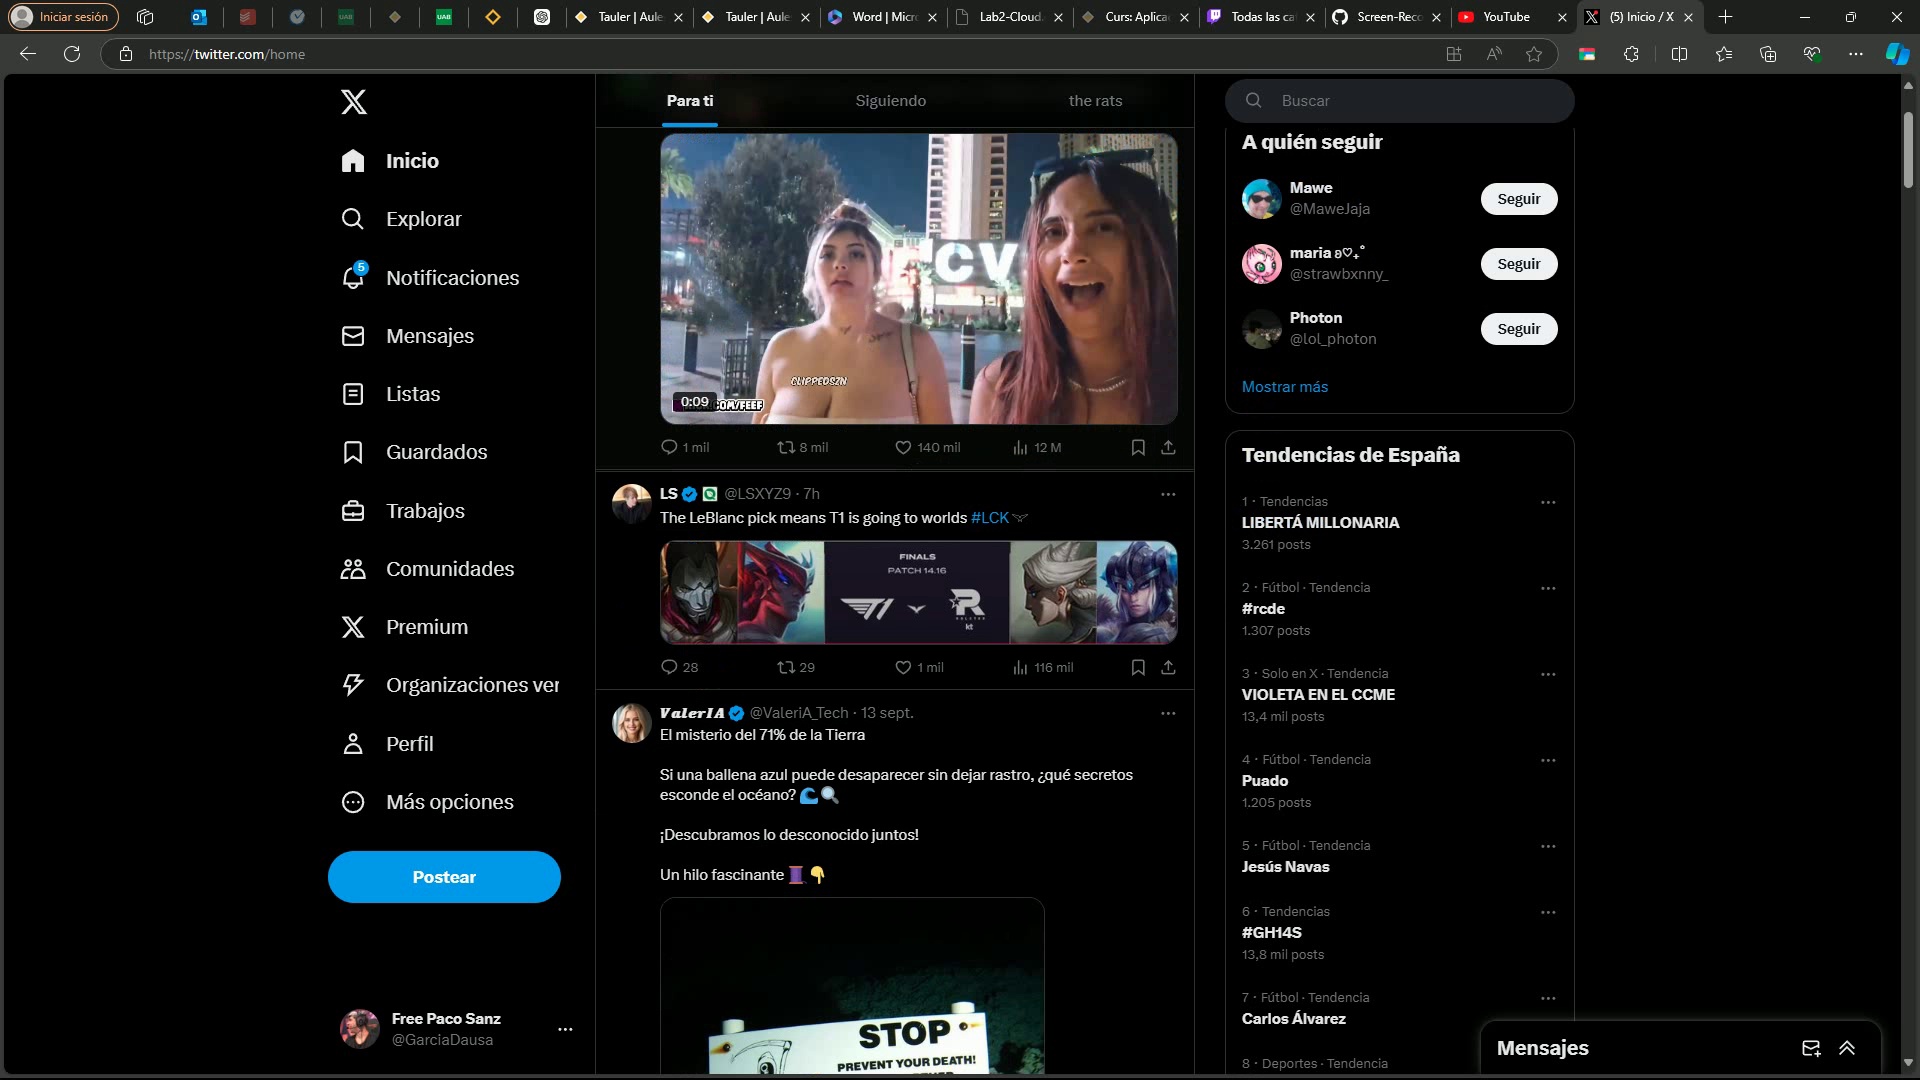 Iniciar sesión
UAB
UAB
Tauler | Aule
Tauler | Aule
Word | Micr
Lab2-Cloud
Curs: Aplica
Todas las ca
Screen-Reco
YouTube
(5) Inicio / X
https://twitter.com/home
Inicio
Explorar
5
Notificaciones
Mensajes
Listas
Guardados
Trabajos
Comunidades
Premium
Organizaciones ver
Perfil
Más opciones
Postear
Free Paco Sanz
@GarciaDausa
Para ti
Siguiendo
the rats
CV
CLIPPEDSZN
0:09
.COM/FEEF
1 mil
8 mil
140 mil
12 M
LS @LSXYZ9 · 7h
The LeBlanc pick means T1 is going to worlds #LCK
FINALS
PATCH 14.16
T1
kt
28
29
1 mil
116 mil
ValerIA @ValeriA_Tech · 13 sept.
El misterio del 71% de la Tierra
Si una ballena azul puede desaparecer sin dejar rastro, ¿qué secretos
esconde el océano? 🌊🔍
¡Descubramos lo desconocido juntos!
Un hilo fascinante 🧵👇
STOP
PREVENT YOUR DEATH!
Buscar
A quién seguir
Mawe
@MaweJaja
Seguir
maria ʚ♡₊˚
@strawbxnny_
Seguir
Photon
@lol_photon
Seguir
Mostrar más
Tendencias de España
1 · Tendencias
LIBERTÁ MILLONARIA
3.261 posts
2 · Fútbol · Tendencia
#rcde
1.307 posts
3 · Solo en X · Tendencia
VIOLETA EN EL CCME
13,4 mil posts
4 · Fútbol · Tendencia
Puado
1.205 posts
5 · Fútbol · Tendencia
Jesús Navas
6 · Tendencias
#GH14S
13,8 mil posts
7 · Fútbol · Tendencia
Carlos Álvarez
8 · Deportes · Tendencia
Mensajes